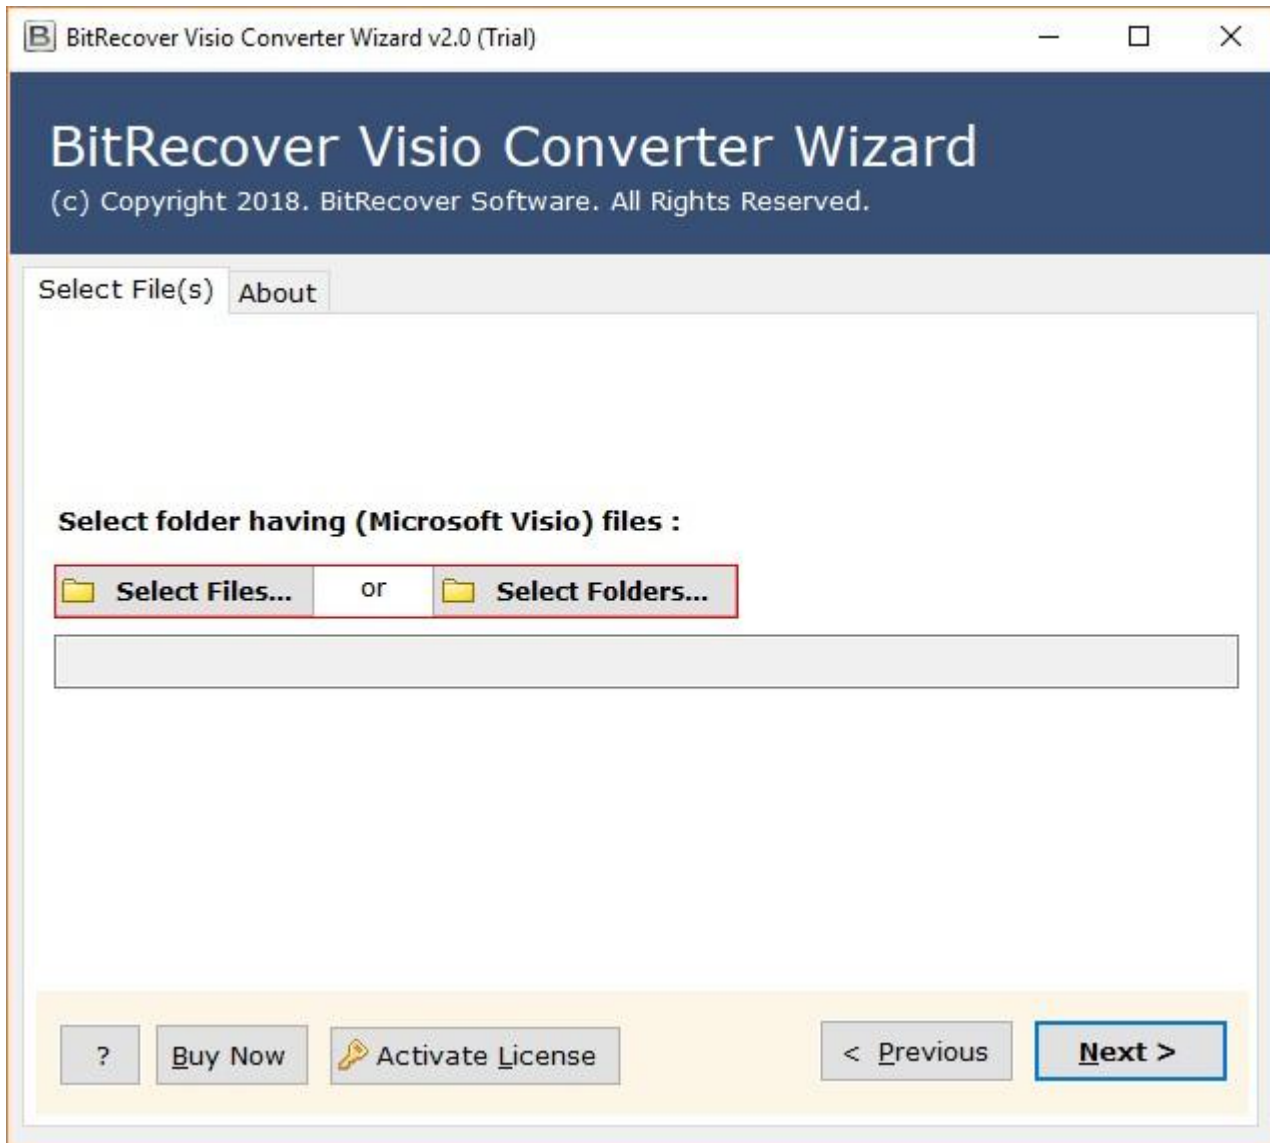 BitRecover Visio Converter Wizard v2.0 (Trial)
BitRecover Visio Converter Wizard
(c) Copyright 2018. BitRecover Software. All Rights Reserved.
Select File(s) About
Select folder having (Microsoft Visio) files :
Select Files... or Select Folders...
? Buy Now Activate License < Previous Next >